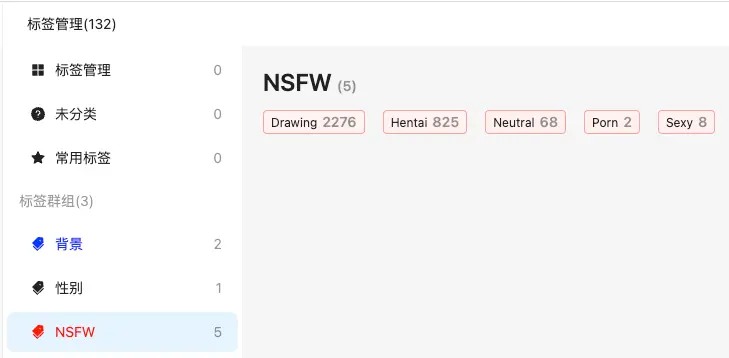 标签管理(132)
标签管理 0
未分类 0
常用标签 0
标签群组(3)
背景 2
性别 1
NSFW 5
NSFW (5)
Drawing 2276 Hentai 825 Neutral 68 Porn 2 Sexy 8